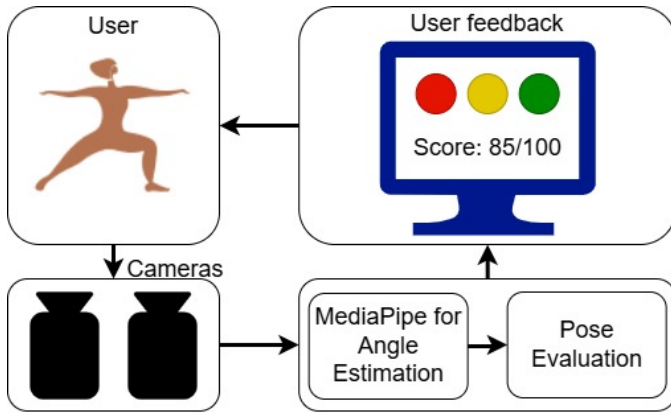 User
User feedback
Score: 85/100
Cameras
MediaPipe for
Angle
Estimation
Pose
Evaluation